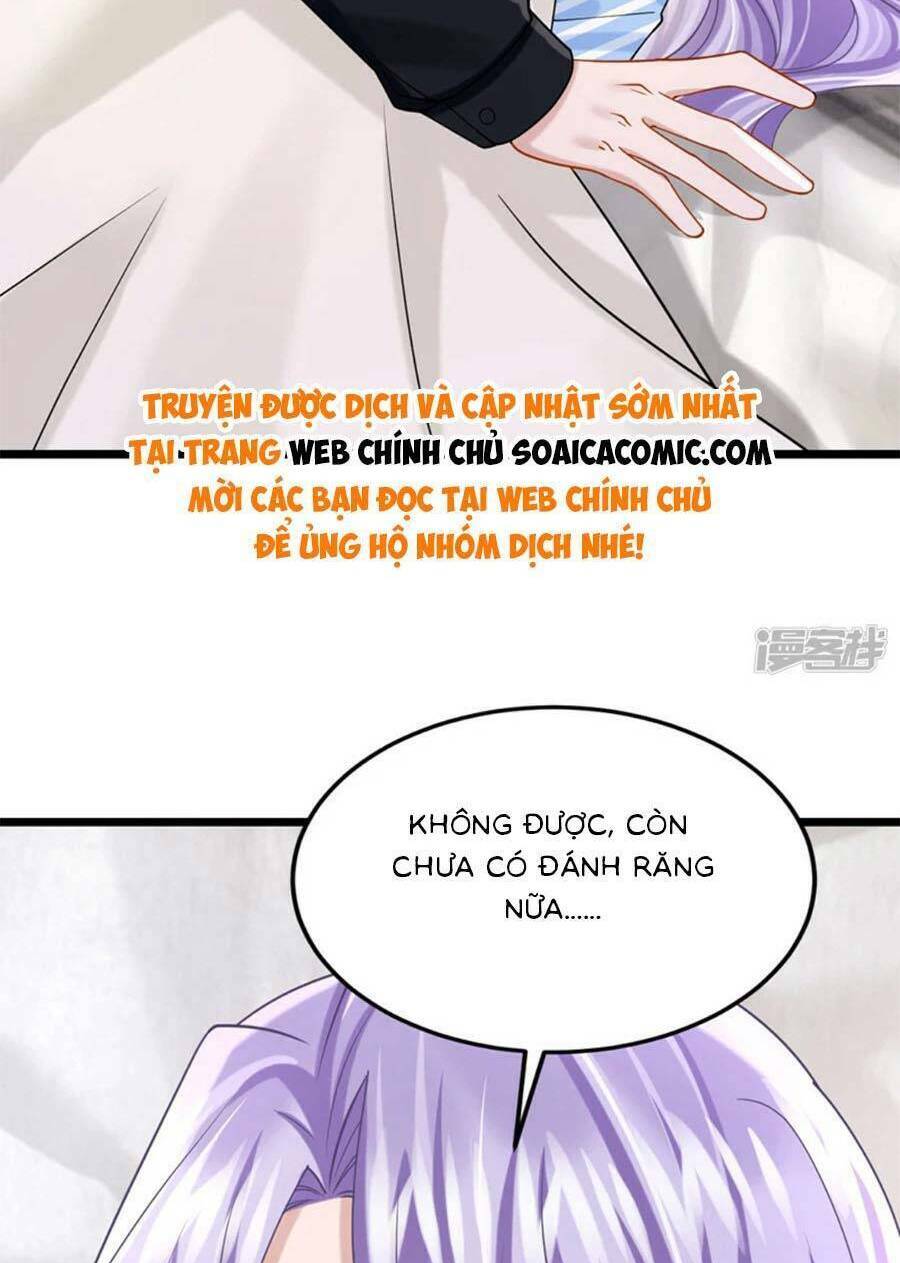 TRUYỆN ĐƯỢC DỊCH VÀ CẬP NHẬT SỚM NHẤT
TẠI TRANG WEB CHÍNH CHỦ SOAICACOMIC.COM
MỜI CÁC BẠN ĐỌC TẠI WEB CHÍNH CHỦ
ĐỂ ỦNG HỘ NHÓM DỊCH NHÉ!
漫客栈
KHÔNG ĐƯỢC, CÒN
CHƯA CÓ ĐÁNH RĂNG
NỮA......